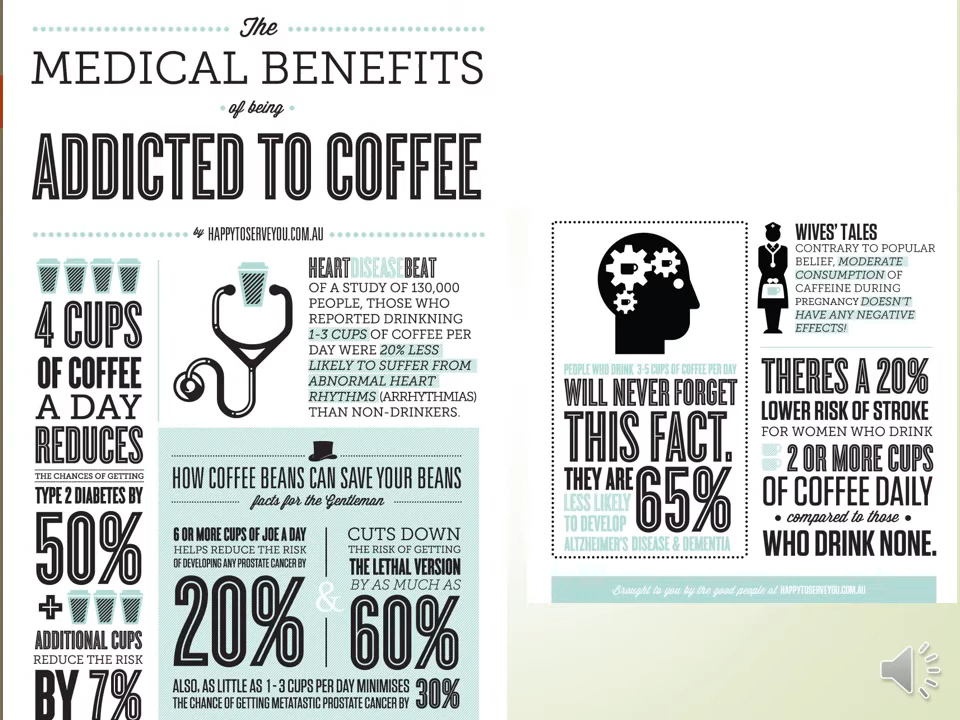 The
MEDICAL BENEFITS
of being
ADDICTED TO COFFEE
by HAPPYTOSERVEYOU.COM.AU
4 CUPS
OF COFFEE
A DAY
REDUCES
THE CHANCES OF GETTING
TYPE 2 DIABETES BY
50%
+
ADDITIONAL CUPS
REDUCE THE RISK
BY 7%
HEARTDISEASEBEAT
OF A STUDY OF 130,000
PEOPLE, THOSE WHO
REPORTED DRINKNING
1-3 CUPS OF COFFEE PER
DAY WERE 20% LESS
LIKELY TO SUFFER FROM
ABNORMAL HEART
RHYTHMS (ARRHYTHMIAS)
THAN NON-DRINKERS.
HOW COFFEE BEANS CAN SAVE YOUR BEANS
facts for the Gentleman
6 OR MORE CUPS OF JOE A DAY
HELPS REDUCE THE RISK
OF DEVELOPING ANY PROSTATE CANCER BY
20%
&
CUTS DOWN
THE RISK OF GETTING
THE LETHAL VERSION
BY AS MUCH AS
60%
ALSO, AS LITTLE AS 1-3 CUPS PER DAY MINIMISES
THE CHANCE OF GETTING METATASTIC PROSTATE CANCER BY
30%
PEOPLE WHO DRINK 3-5 CUPS OF COFFEE PER DAY
WILL NEVER FORGET
THIS FACT.
THEY ARE
LESS LIKELY
TO DEVELOP
65%
ALTZHEIMER'S DISEASE & DEMENTIA
WIVES' TALES
CONTRARY TO POPULAR
BELIEF, MODERATE
CONSUMPTION OF
CAFFEINE DURING
PREGNANCY DOESN'T
HAVE ANY NEGATIVE
EFFECTS!
THERES A 20%
LOWER RISK OF STROKE
FOR WOMEN WHO DRINK
2 OR MORE CUPS
OF COFFEE DAILY
compared to those
WHO DRINK NONE.
Brought to you by the good people at HAPPYTOSERVEYOU.COM.AU